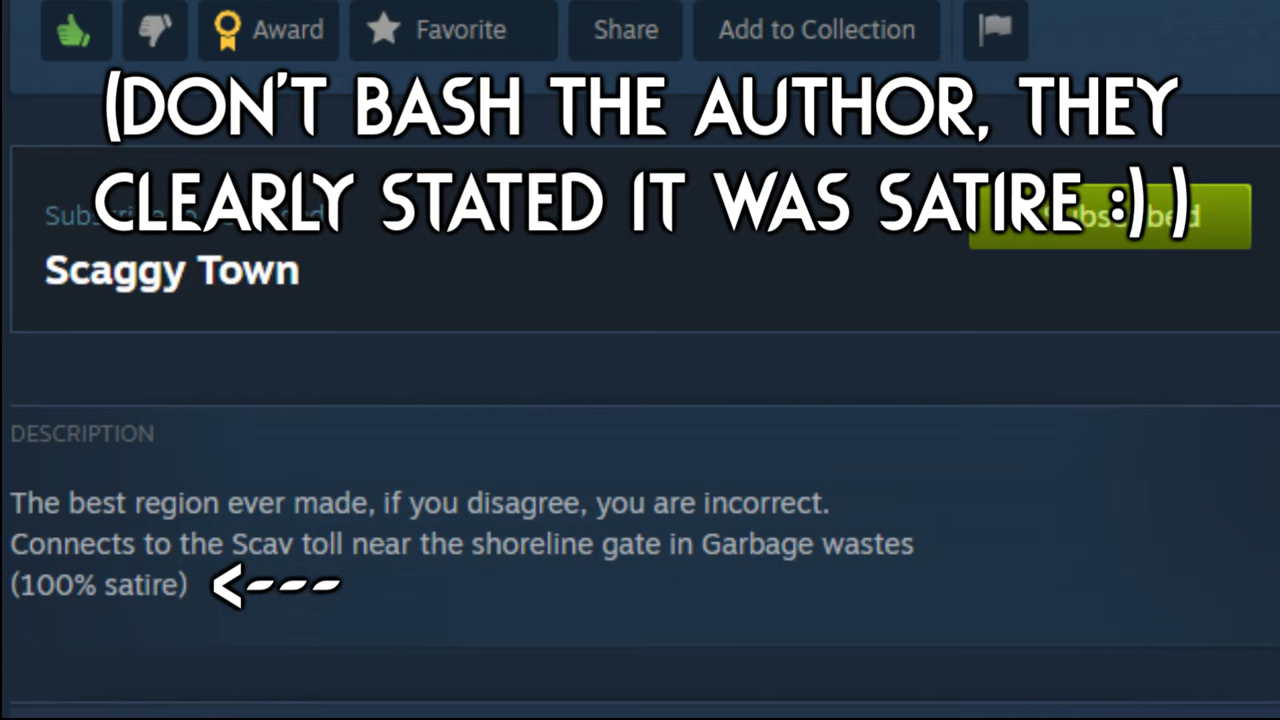 Award
Favorite
Share
Add to Collection
(DON'T BASH THE AUTHOR, THEY
CLEARLY STATED IT WAS SATIRE :) )
Scaggy Town
DESCRIPTION
The best region ever made, if you disagree, you are incorrect.
Connects to the Scav toll near the shoreline gate in Garbage wastes
(100% satire) <---